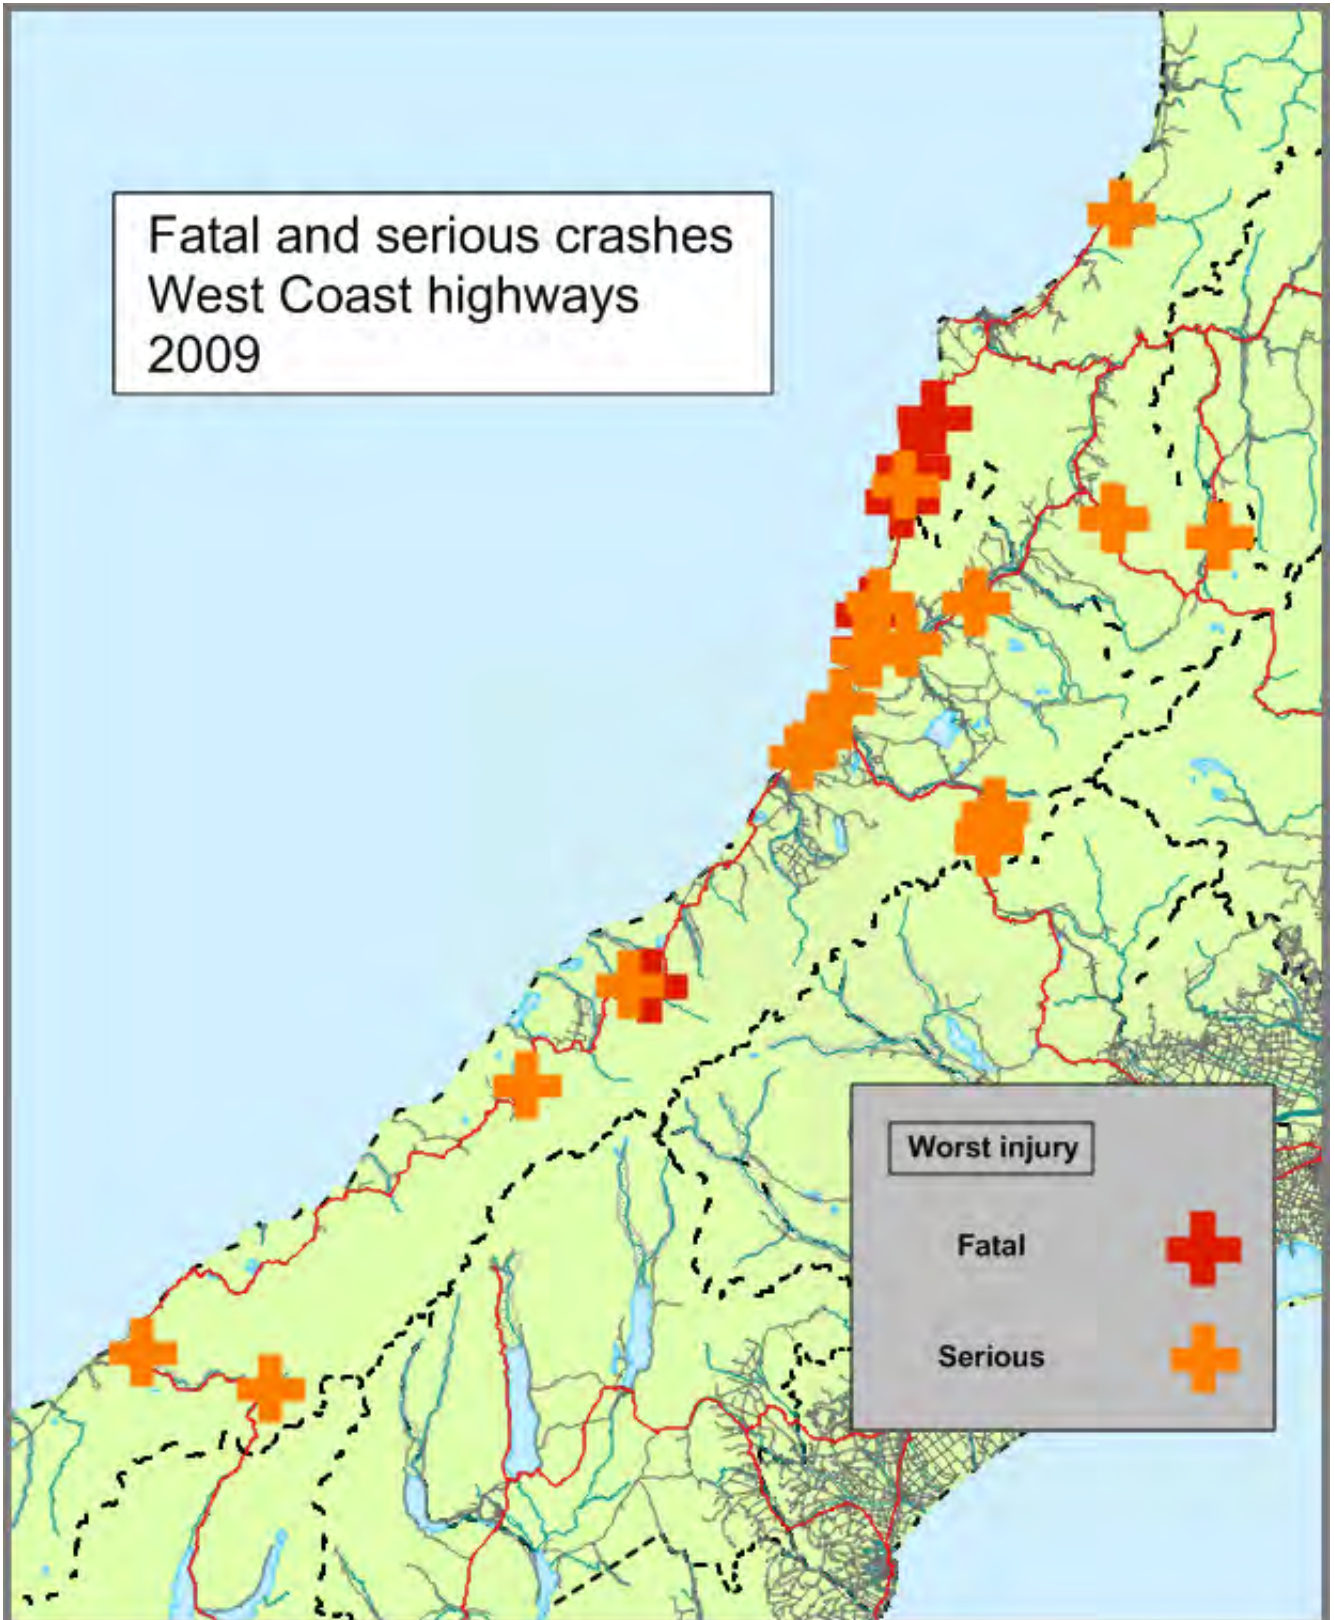 Fatal and serious crashes
West Coast highways
2009
Worst injury
Fatal
Serious